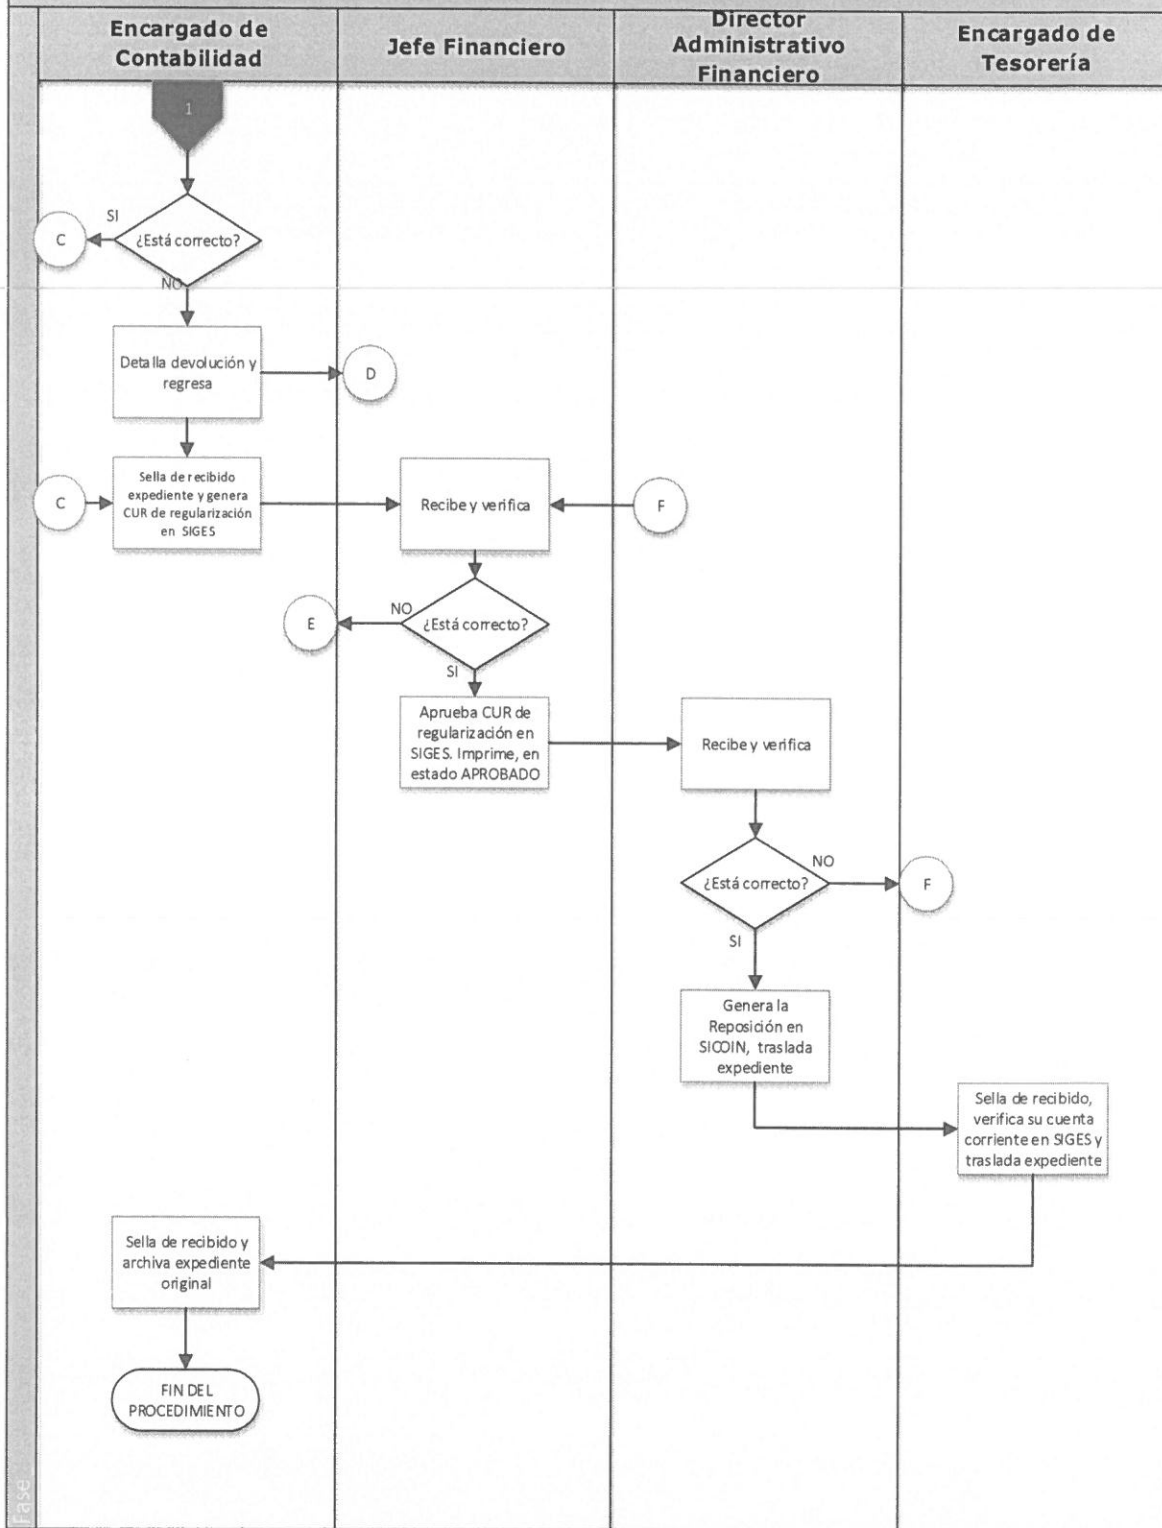 Encargado de
Contabilidad
Jefe Financiero
Director
Administrativo
Financiero
Encargado de
Tesorería
1
SI
C
¿Está correcto?
NO
Detalla devolución y
regresa
D
C
Sella de recibido
expediente y genera
CUR de regularización
en SIGES
Recibe y verifica
F
E
NO
¿Está correcto?
SI
Aprueba CUR de
regularización en
SIGES. Imprime, en
estado APROBADO
Recibe y verifica
¿Está correcto?
NO
F
SI
Genera la
Reposición en
SICOIN, traslada
expediente
Sella de recibido,
verifica su cuenta
corriente en SIGES y
traslada expediente
Sella de recibido y
archiva expediente
original
FIN DEL
PROCEDIMIENTO
Fase